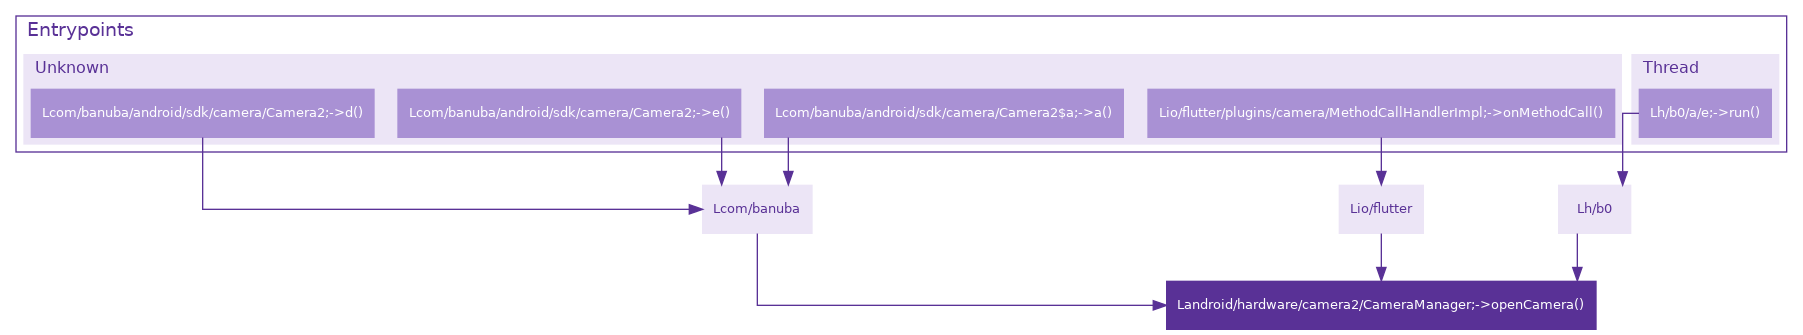 Entrypoints
Unknown
Thread
Lcom/banuba/android/sdk/camera/Camera2;->d()
Lcom/banuba/android/sdk/camera/Camera2;->e()
Lcom/banuba/android/sdk/camera/Camera2$a;->a()
Lio/flutter/plugins/camera/MethodCallHandlerImpl;->onMethodCall()
Lh/b0/a/e;->run()
Lcom/banuba
Lio/flutter
Lh/b0
Landroid/hardware/camera2/CameraManager;->openCamera()